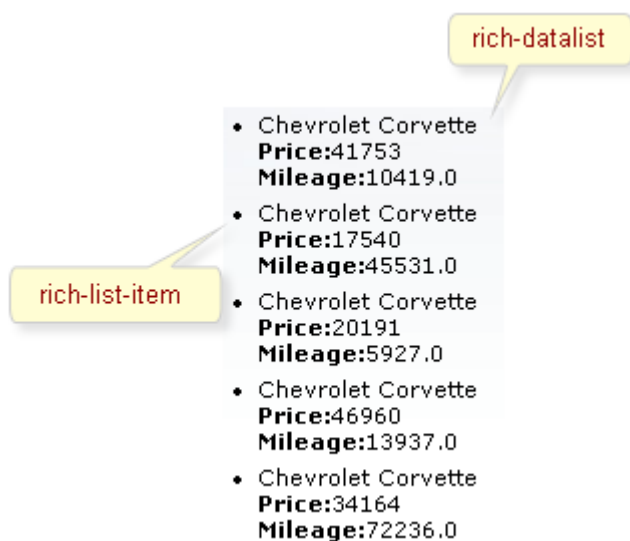 rich-datalist
• Chevrolet Corvette
Price:41753
Mileage:10419.0
• Chevrolet Corvette
Price:17540
Mileage:45531.0
rich-list-item
• Chevrolet Corvette
Price:20191
Mileage:5927.0
• Chevrolet Corvette
Price:46960
Mileage:13937.0
• Chevrolet Corvette
Price:34164
Mileage:72236.0